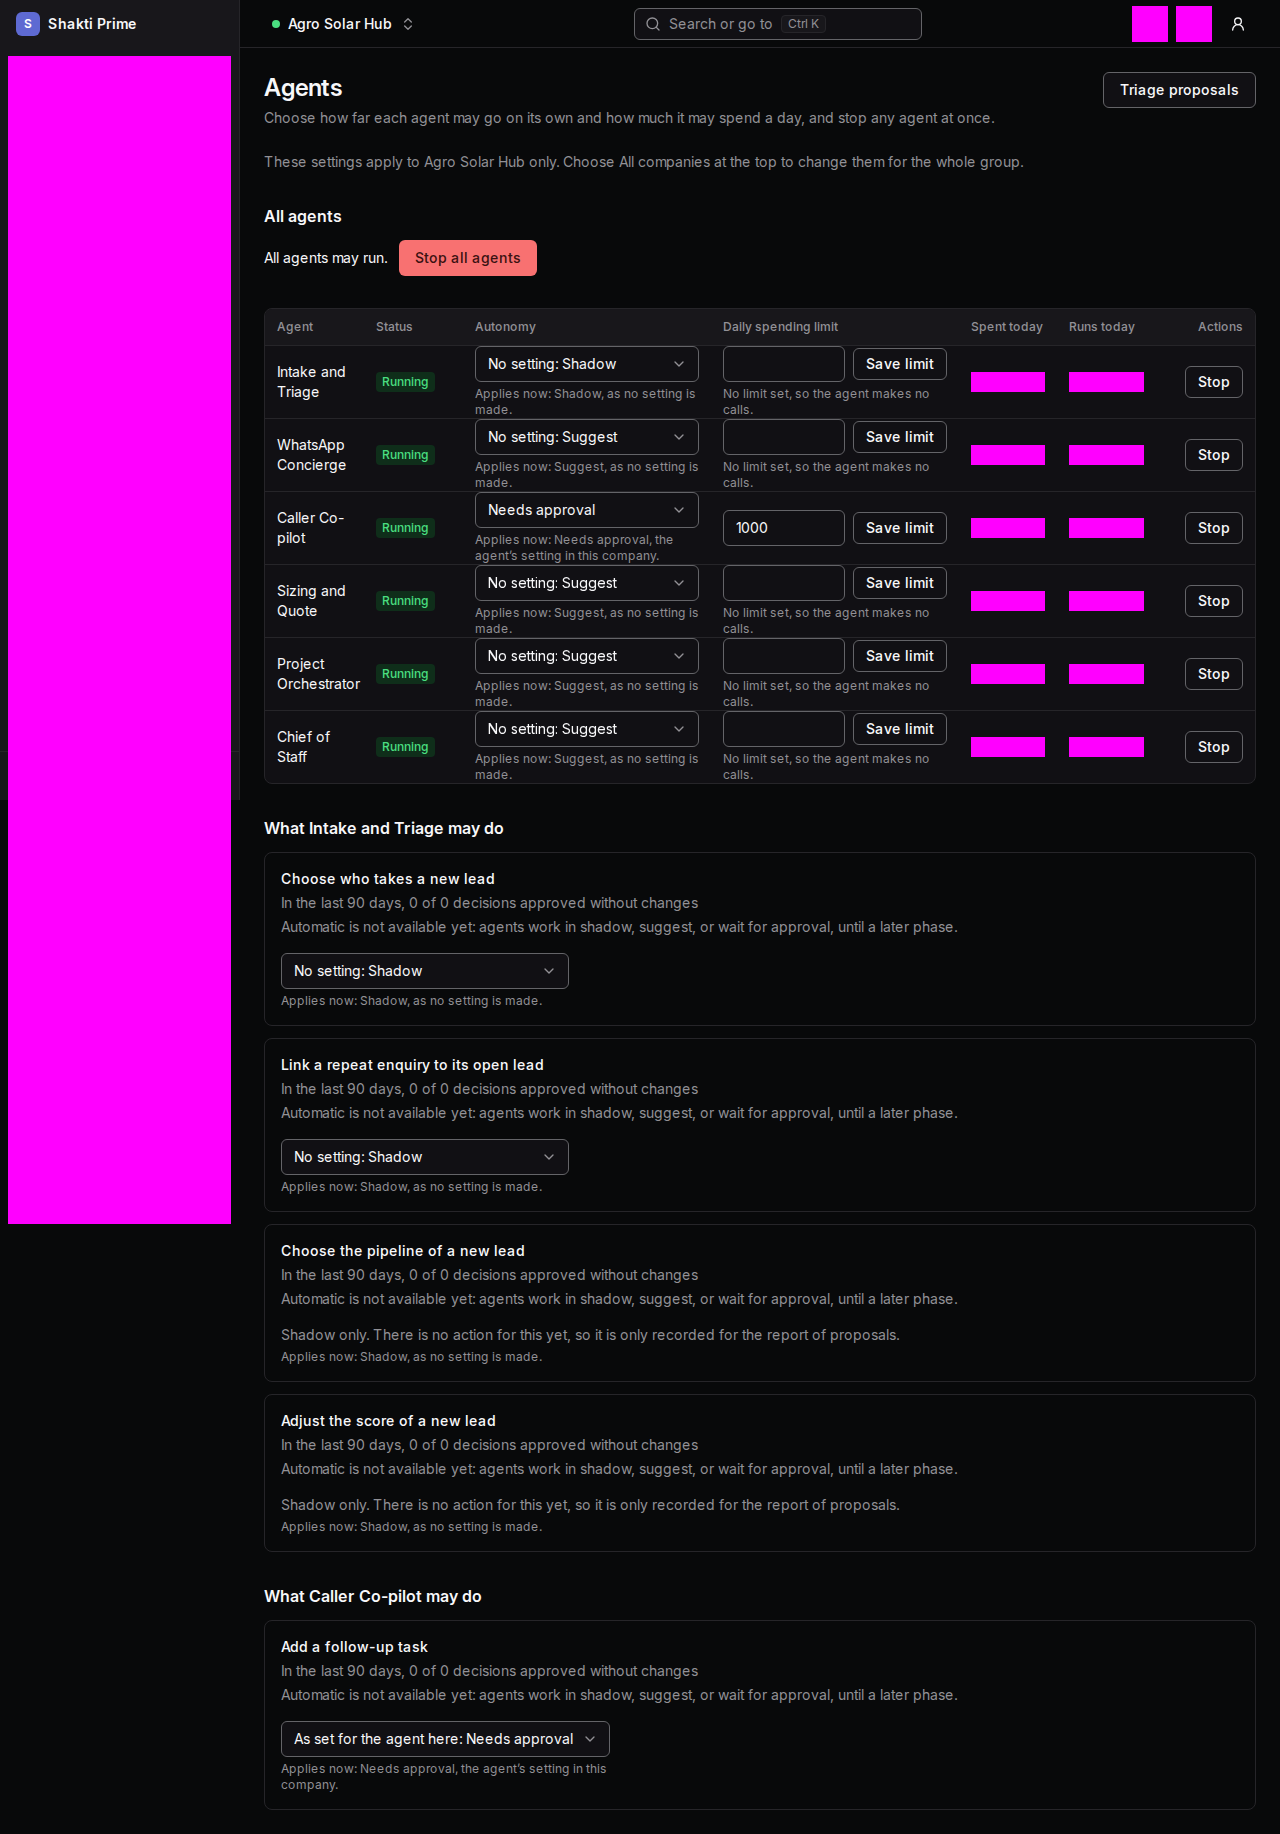 S Shakti Prime
Agro Solar Hub
Search or go to Ctrl K
Agents
Triage proposals
Choose how far each agent may go on its own and how much it may spend a day, and stop any agent at once.
These settings apply to Agro Solar Hub only. Choose All companies at the top to change them for the whole group.
All agents
All agents may run. Stop all agents
Agent Status Autonomy Daily spending limit Spent today Runs today Actions
Intake and
Triage
Running
No setting: Shadow
Applies now: Shadow, as no setting is
made.
Save limit
No limit set, so the agent makes no
calls.
Stop
WhatsApp
Concierge
Running
No setting: Suggest
Applies now: Suggest, as no setting is
made.
Save limit
No limit set, so the agent makes no
calls.
Stop
Caller Co-
pilot
Running
Needs approval
Applies now: Needs approval, the
agent's setting in this company.
1000
Save limit
Stop
Sizing and
Quote
Running
No setting: Suggest
Applies now: Suggest, as no setting is
made.
Save limit
No limit set, so the agent makes no
calls.
Stop
Project
Orchestrator
Running
No setting: Suggest
Applies now: Suggest, as no setting is
made.
Save limit
No limit set, so the agent makes no
calls.
Stop
Chief of
Staff
Running
No setting: Suggest
Applies now: Suggest, as no setting is
made.
Save limit
No limit set, so the agent makes no
calls.
Stop
What Intake and Triage may do
Choose who takes a new lead
In the last 90 days, 0 of 0 decisions approved without changes
Automatic is not available yet: agents work in shadow, suggest, or wait for approval, until a later phase.
No setting: Shadow
Applies now: Shadow, as no setting is made.
Link a repeat enquiry to its open lead
In the last 90 days, 0 of 0 decisions approved without changes
Automatic is not available yet: agents work in shadow, suggest, or wait for approval, until a later phase.
No setting: Shadow
Applies now: Shadow, as no setting is made.
Choose the pipeline of a new lead
In the last 90 days, 0 of 0 decisions approved without changes
Automatic is not available yet: agents work in shadow, suggest, or wait for approval, until a later phase.
Shadow only. There is no action for this yet, so it is only recorded for the report of proposals.
Applies now: Shadow, as no setting is made.
Adjust the score of a new lead
In the last 90 days, 0 of 0 decisions approved without changes
Automatic is not available yet: agents work in shadow, suggest, or wait for approval, until a later phase.
Shadow only. There is no action for this yet, so it is only recorded for the report of proposals.
Applies now: Shadow, as no setting is made.
What Caller Co-pilot may do
Add a follow-up task
In the last 90 days, 0 of 0 decisions approved without changes
Automatic is not available yet: agents work in shadow, suggest, or wait for approval, until a later phase.
As set for the agent here: Needs approval
Applies now: Needs approval, the agent's setting in this
company.